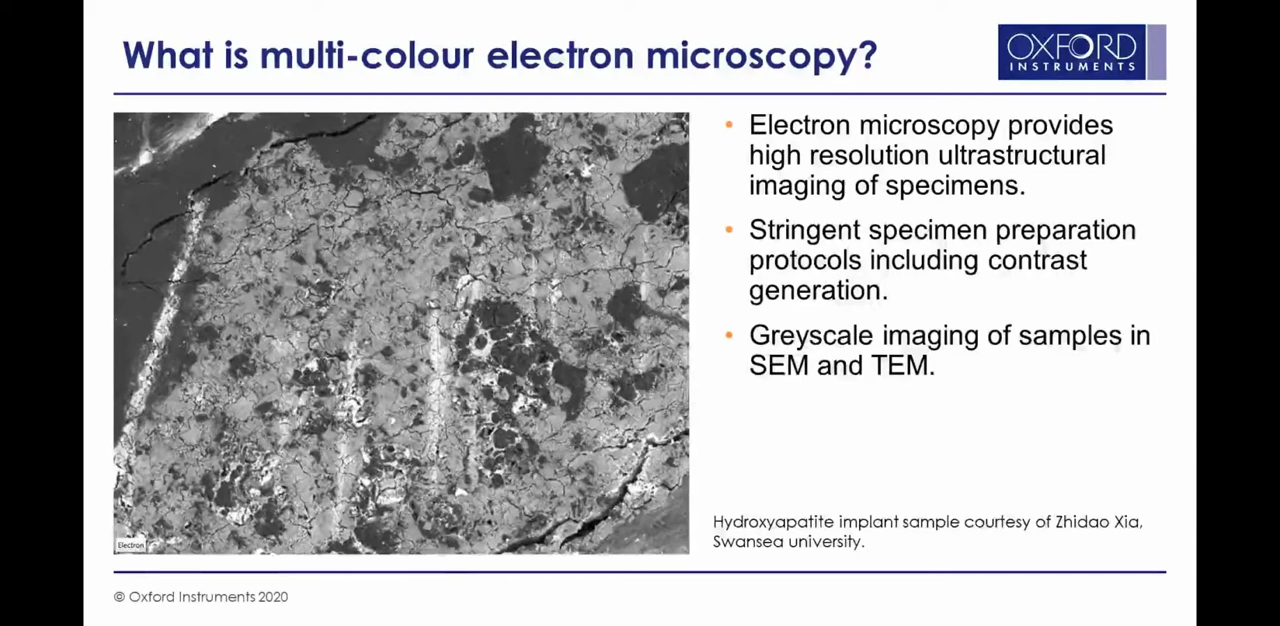 What is multi-colour electron microscopy?
OXFORD
INSTRUMENTS
• Electron microscopy provides
high resolution ultrastructural
imaging of specimens.
• Stringent specimen preparation
protocols including contrast
generation.
• Greyscale imaging of samples in
SEM and TEM.
Electron
Hydroxyapatite implant sample courtesy of Zhidao Xia,
Swansea university.
© Oxford Instruments 2020